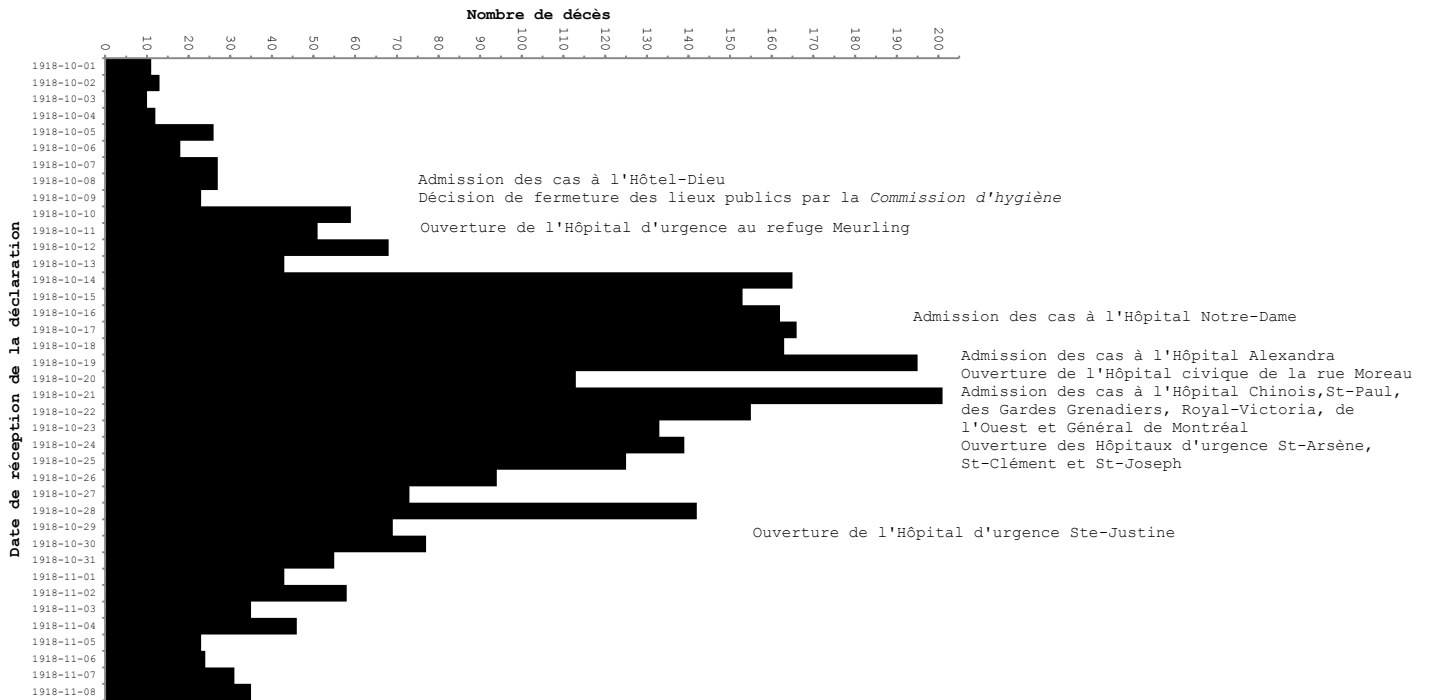 Nombre de décès
0 10 20 30 40 50 60 70 80 90 100 110 120 130 140 150 160 170 180 190 200
Date de réception de la déclaration
1918-10-01
1918-10-02
1918-10-03
1918-10-04
1918-10-05
1918-10-06
1918-10-07
1918-10-08
Admission des cas à l'Hôtel-Dieu
1918-10-09
Décision de fermeture des lieux publics par la Commission d'hygiène
1918-10-10
1918-10-11
Ouverture de l'Hôpital d'urgence au refuge Meurling
1918-10-12
1918-10-13
1918-10-14
1918-10-15
1918-10-16
Admission des cas à l'Hôpital Notre-Dame
1918-10-17
1918-10-18
1918-10-19
Admission des cas à l'Hôpital Alexandra
Ouverture de l'Hôpital civique de la rue Moreau
1918-10-20
1918-10-21
Admission des cas à l'Hôpital Chinois,St-Paul,
des Gardes Grenadiers, Royal-Victoria, de
l'Ouest et Général de Montréal
Ouverture des Hôpitaux d'urgence St-Arsène,
St-Clément et St-Joseph
1918-10-22
1918-10-23
1918-10-24
1918-10-25
1918-10-26
1918-10-27
1918-10-28
1918-10-29
Ouverture de l'Hôpital d'urgence Ste-Justine
1918-10-30
1918-10-31
1918-11-01
1918-11-02
1918-11-03
1918-11-04
1918-11-05
1918-11-06
1918-11-07
1918-11-08